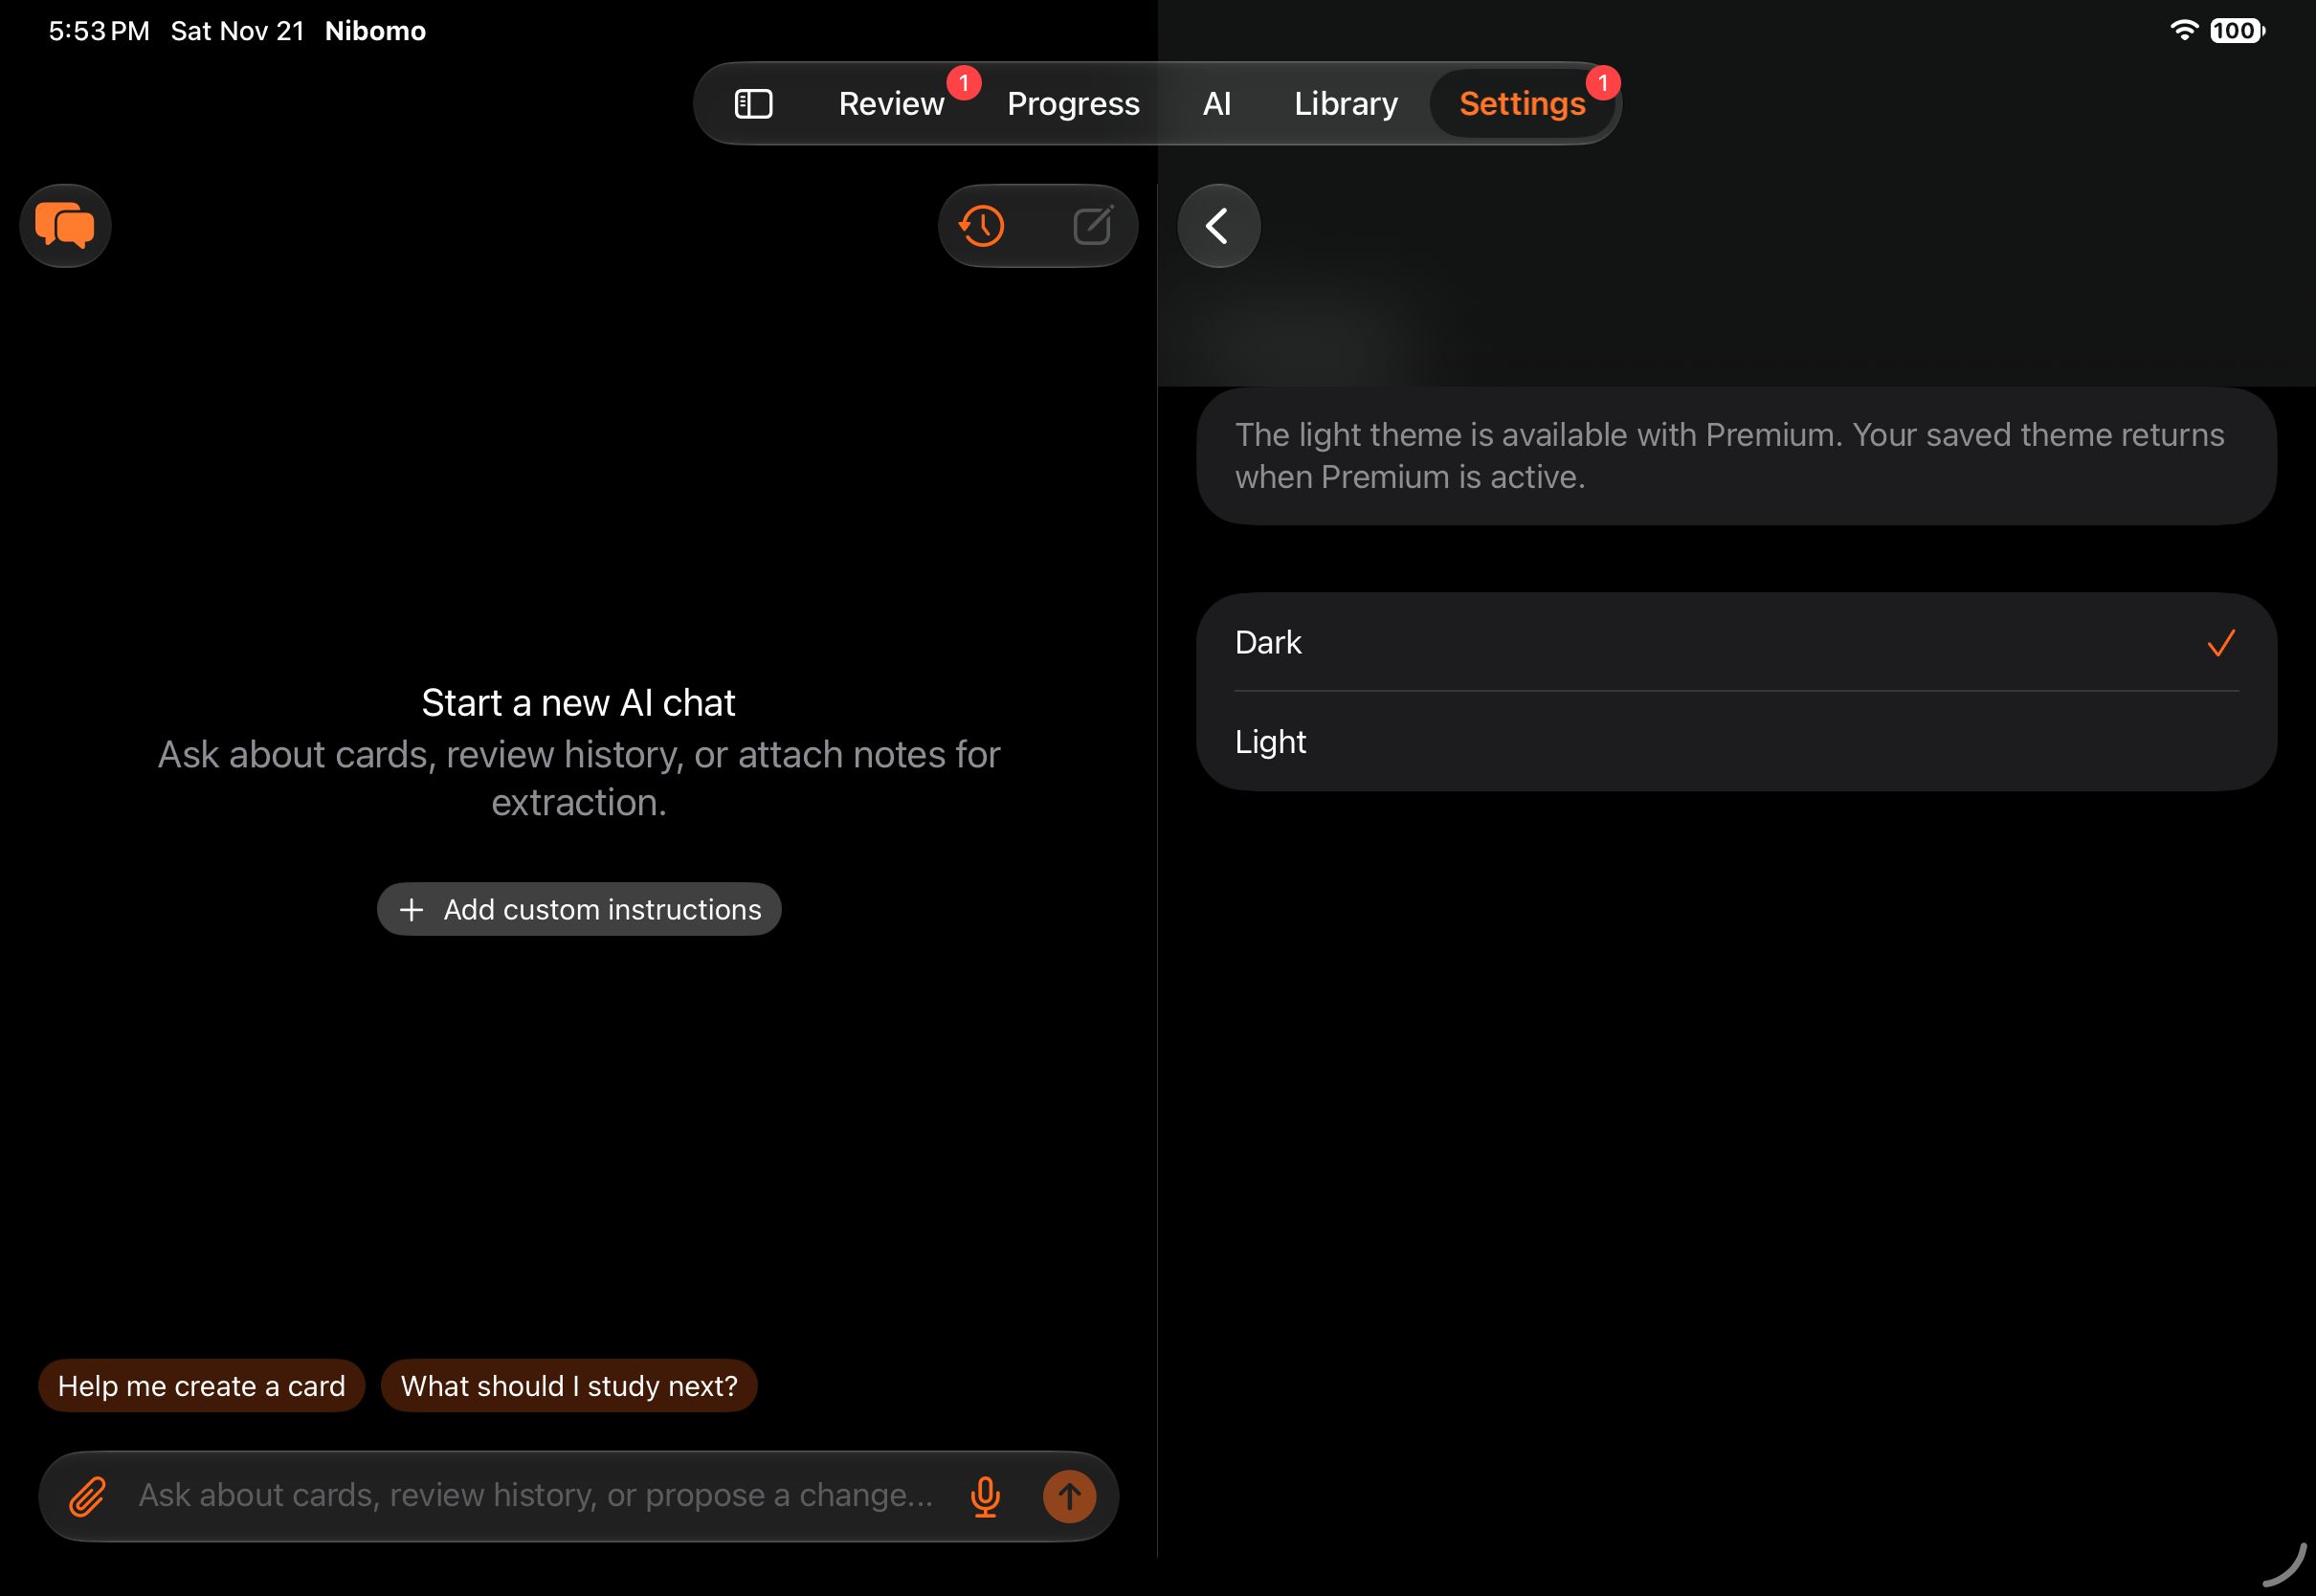 5:53 PM Sat Nov 21 Nibomo
100
Review 1 Progress AI Library Settings 1
Start a new AI chat
Ask about cards, review history, or attach notes for
extraction.
+ Add custom instructions
Help me create a card What should I study next?
Ask about cards, review history, or propose a change...
The light theme is available with Premium. Your saved theme returns
when Premium is active.
Dark
Light